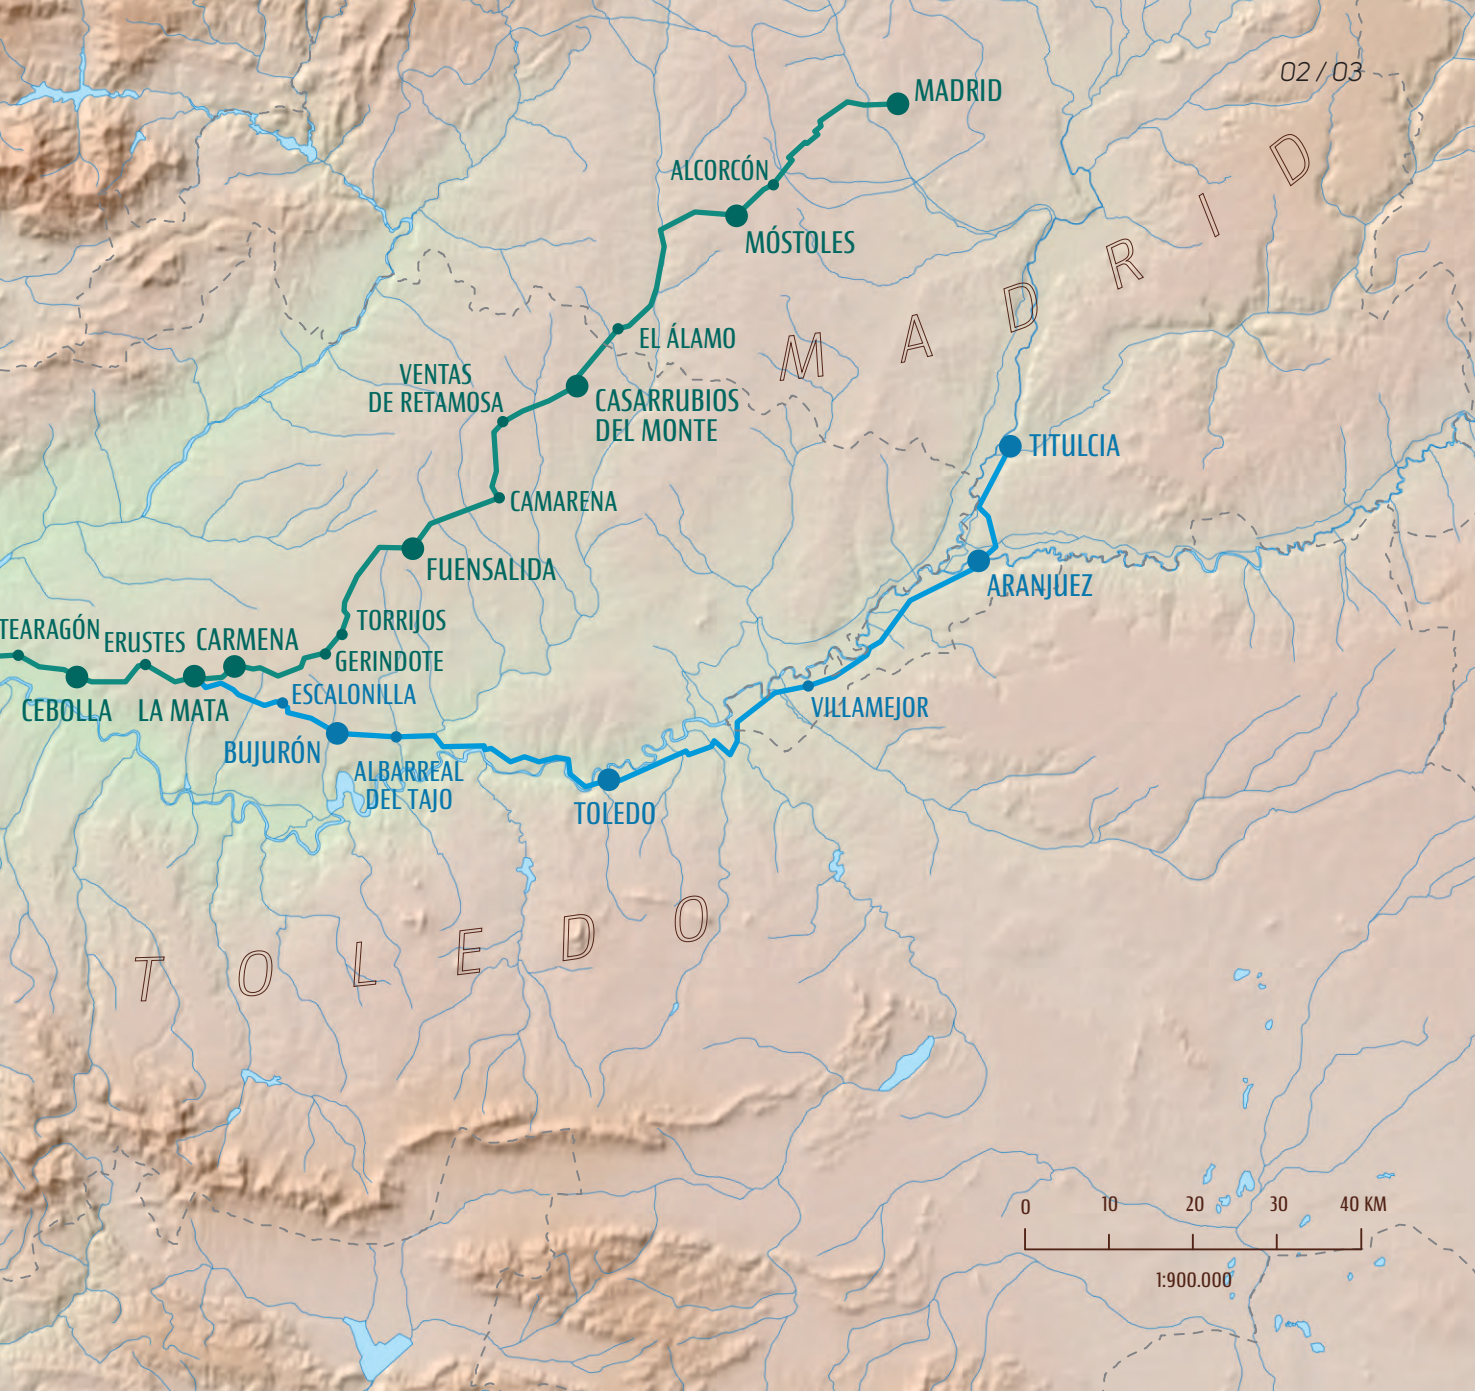 02 / 03
MADRID
ALCORCÓN
MÓSTOLES
MADRID
EL ÁLAMO
VENTAS
DE RETAMOSA
CASARRUBIOS
DEL MONTE
TITULCIA
CAMARENA
FUENSALIDA
ARANJUEZ
TORRIJOS
TEARAGÓN
ERUSTES
CARMENA
GERINDOTE
ESCALONILLA
CEBOLLA
LA MATA
VILLAMEJOR
BUJURÓN
ALBARREAL
DEL TAJO
TOLEDO
TOLEDO
0 10 20 30 40 KM
1:900.000